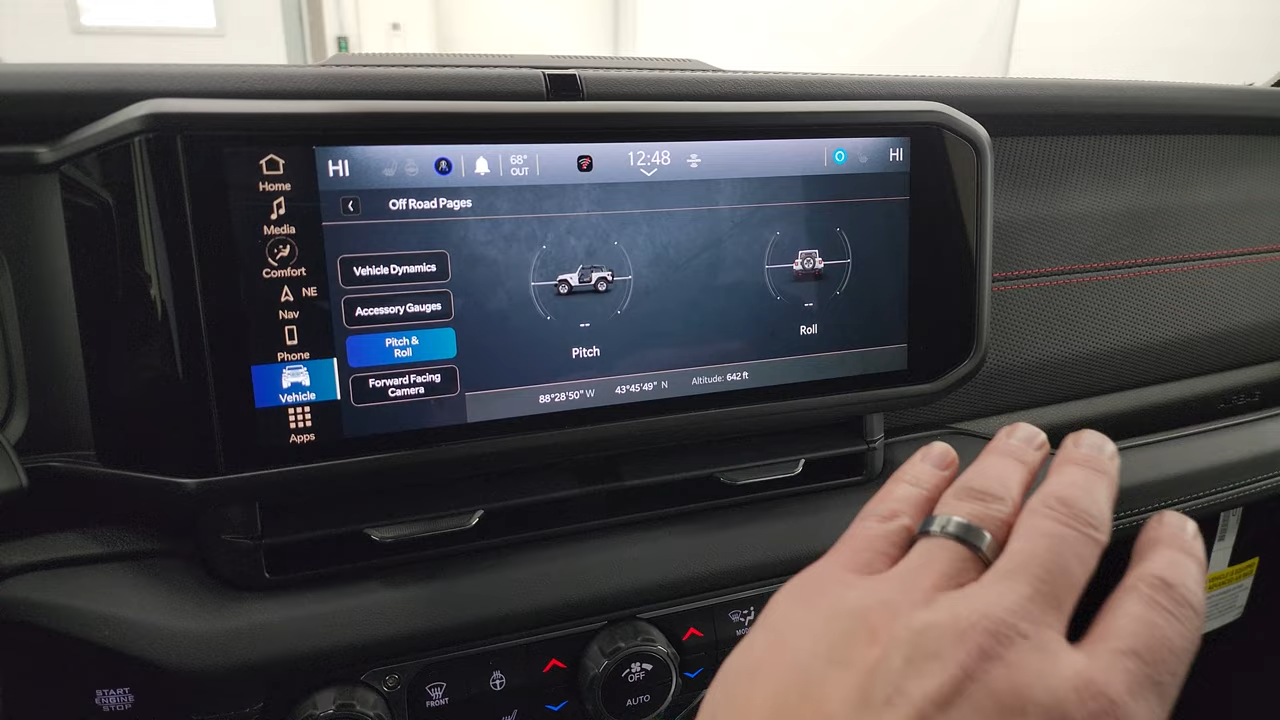 HI
68°
OUT
12:48
HI
Home
Media
Comfort
NE
Nav
Phone
Vehicle
Apps
Off Road Pages
Vehicle Dynamics
Accessory Gauges
Pitch &
Roll
Forward Facing
Camera
--
Pitch
--
Roll
88°28'50" W 43°45'49" N Altitude: 642 ft
AIRBAG
START
ENGINE
STOP
FRONT
OFF
AUTO